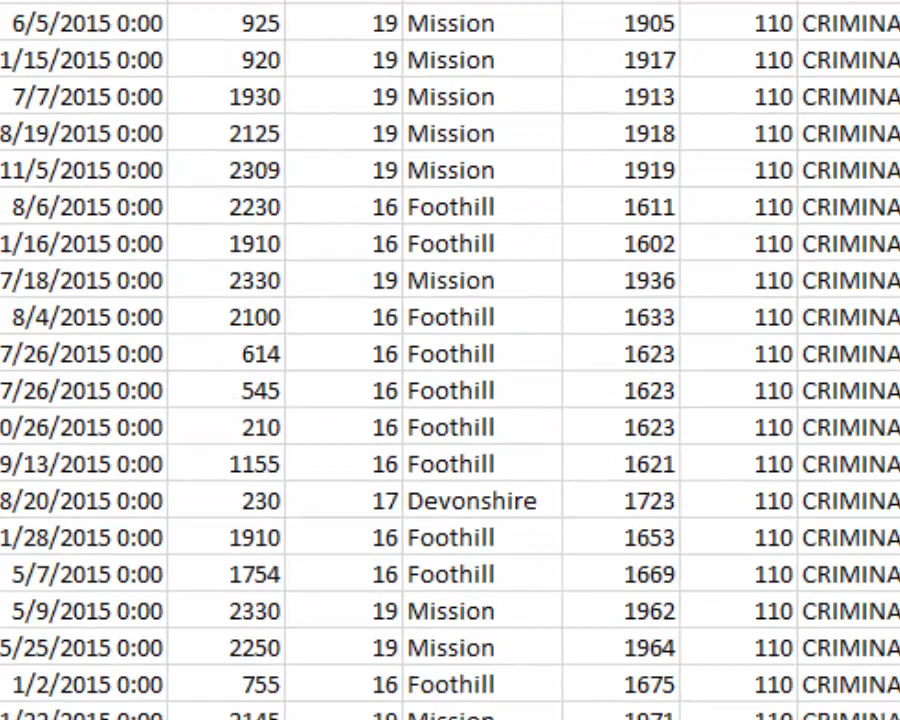 6/5/2015 0:00 925 19 Mission 1905 110 CRIMINA
1/15/2015 0:00 920 19 Mission 1917 110 CRIMINA
7/7/2015 0:00 1930 19 Mission 1913 110 CRIMINA
8/19/2015 0:00 2125 19 Mission 1918 110 CRIMINA
11/5/2015 0:00 2309 19 Mission 1919 110 CRIMINA
8/6/2015 0:00 2230 16 Foothill 1611 110 CRIMINA
1/16/2015 0:00 1910 16 Foothill 1602 110 CRIMINA
7/18/2015 0:00 2330 19 Mission 1936 110 CRIMINA
8/4/2015 0:00 2100 16 Foothill 1633 110 CRIMINA
7/26/2015 0:00 614 16 Foothill 1623 110 CRIMINA
7/26/2015 0:00 545 16 Foothill 1623 110 CRIMINA
0/26/2015 0:00 210 16 Foothill 1623 110 CRIMINA
9/13/2015 0:00 1155 16 Foothill 1621 110 CRIMINA
8/20/2015 0:00 230 17 Devonshire 1723 110 CRIMINA
1/28/2015 0:00 1910 16 Foothill 1653 110 CRIMINA
5/7/2015 0:00 1754 16 Foothill 1669 110 CRIMINA
5/9/2015 0:00 2330 19 Mission 1962 110 CRIMINA
5/25/2015 0:00 2250 19 Mission 1964 110 CRIMINA
1/2/2015 0:00 755 16 Foothill 1675 110 CRIMINA
1/22/2015 0:00 2145 19 Mission 1971 110 CRIMINA